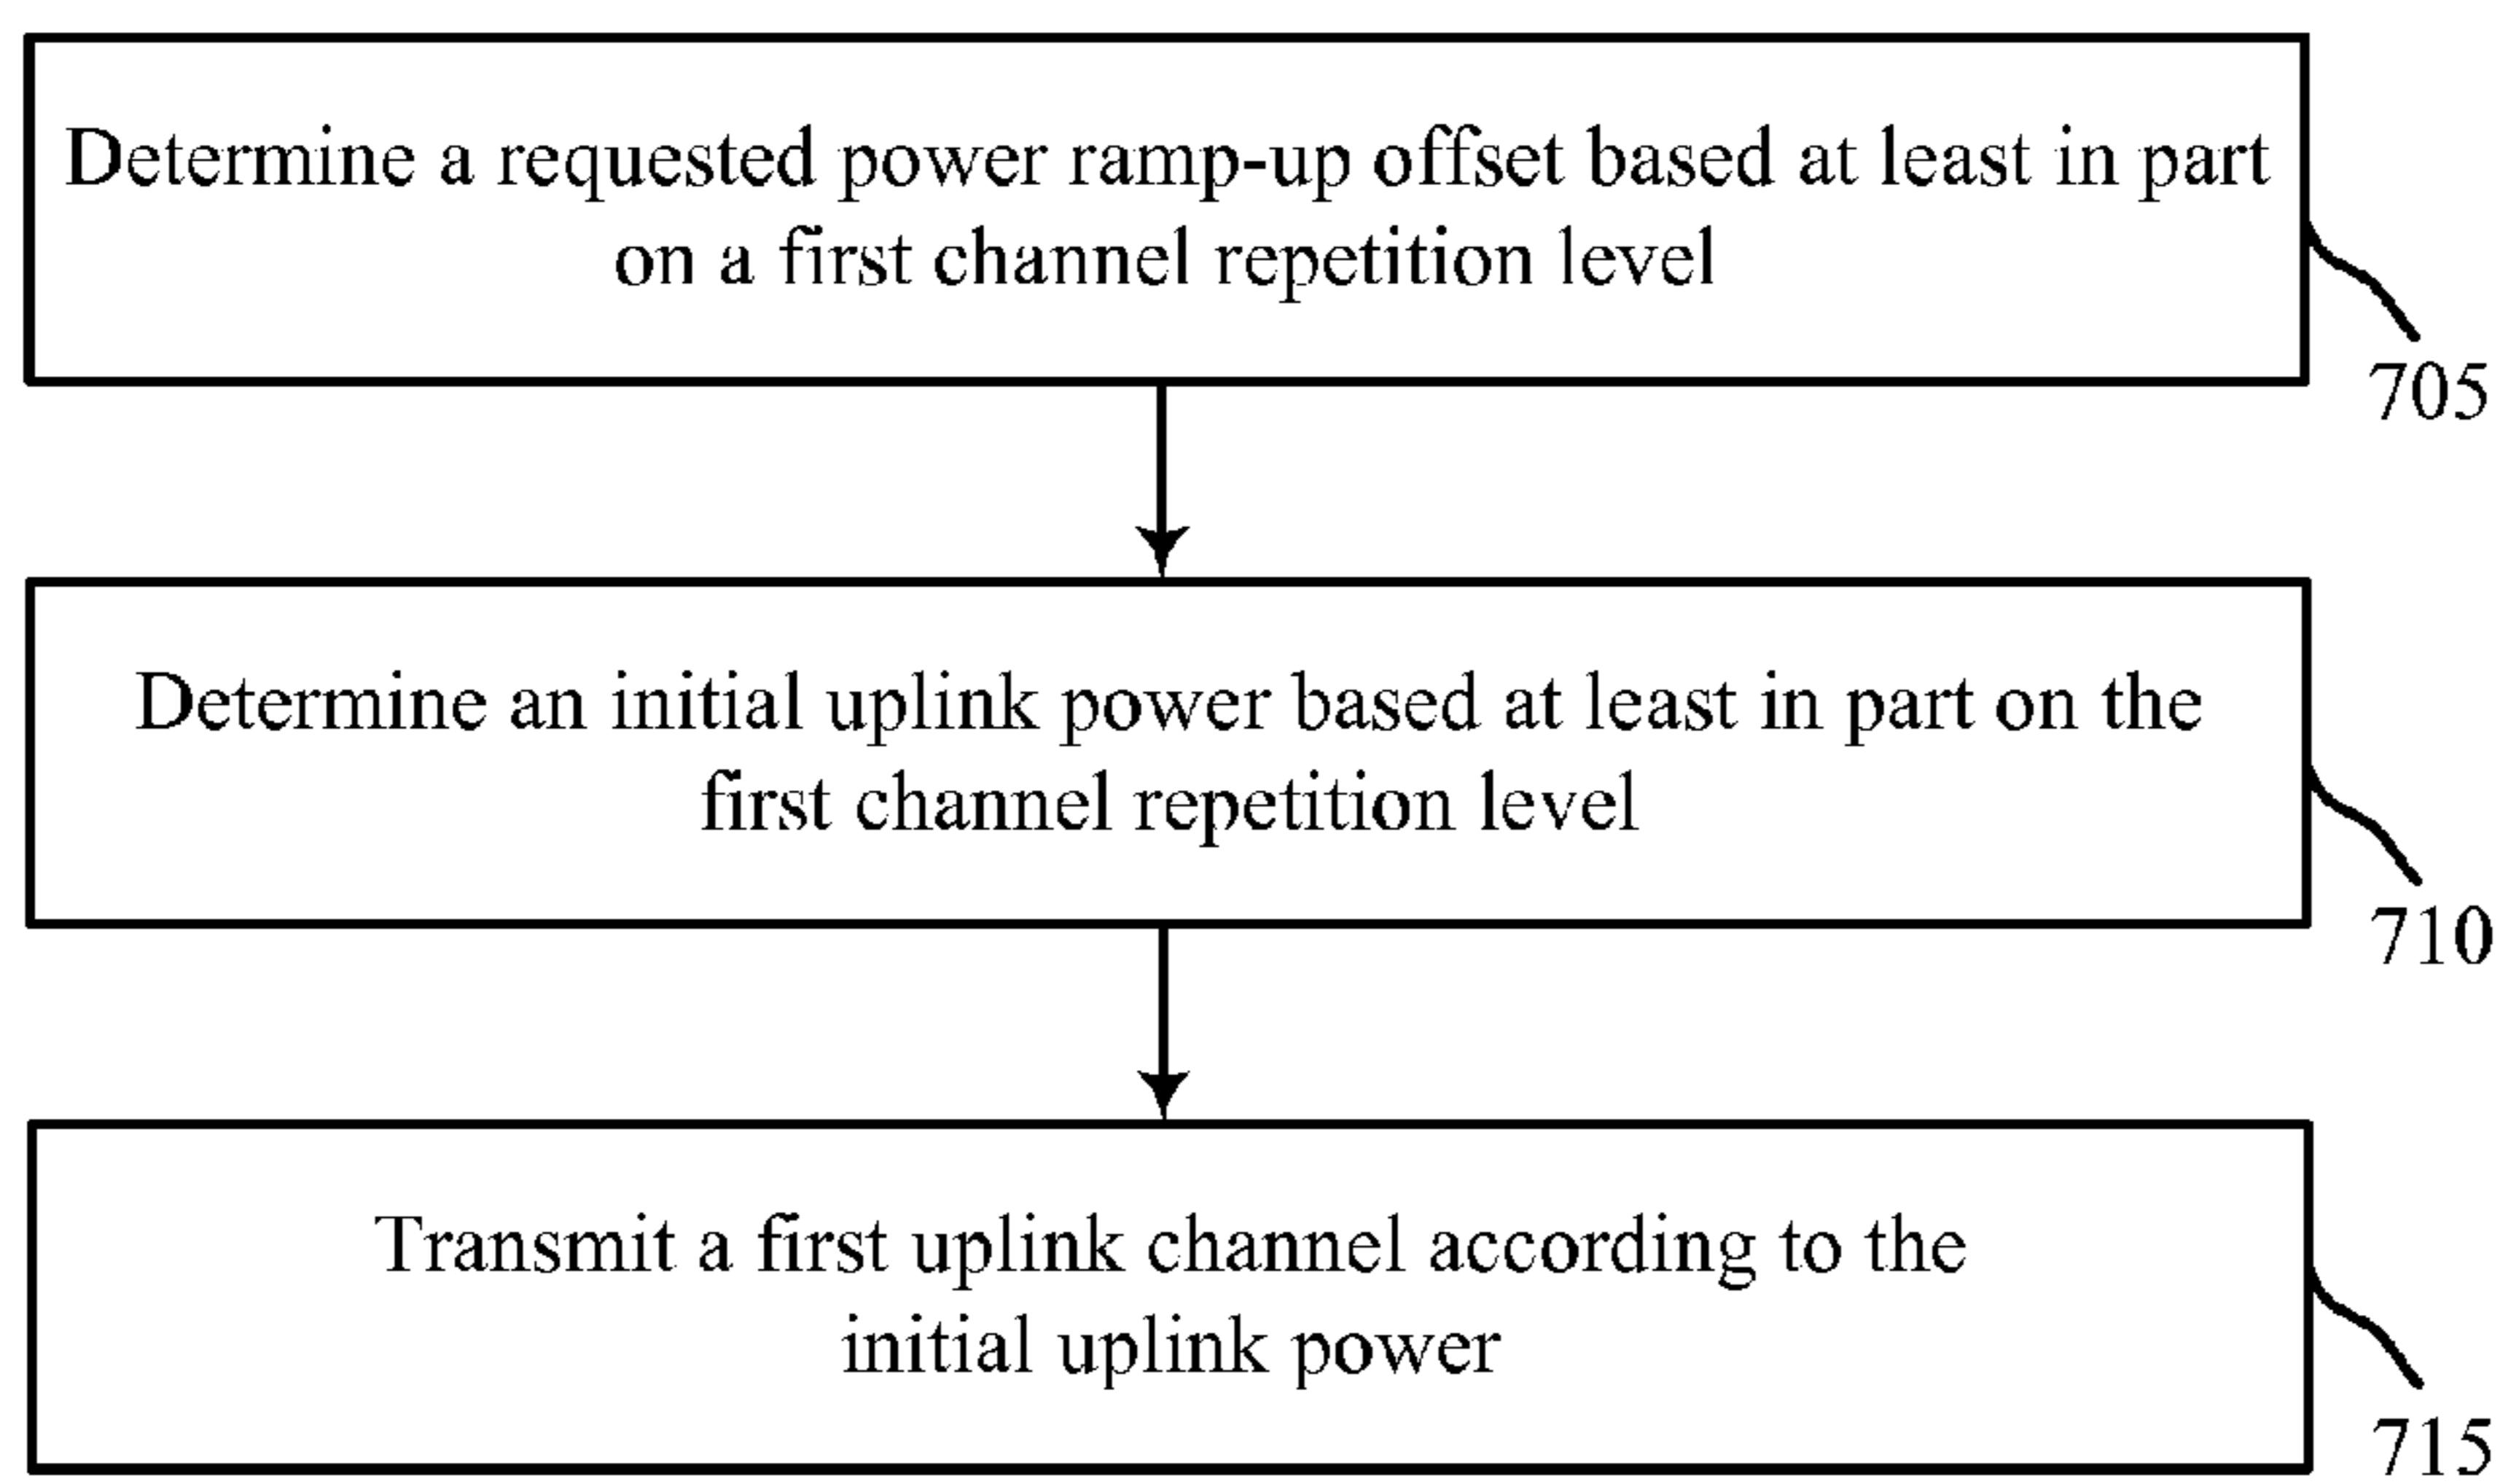 Determine a requested power ramp-up offset based at least in part
on a first channel repetition level
705
Determine an initial uplink power based at least in part on the
first channel repetition level
710
Transmit a first uplink channel according to the
initial uplink power
715